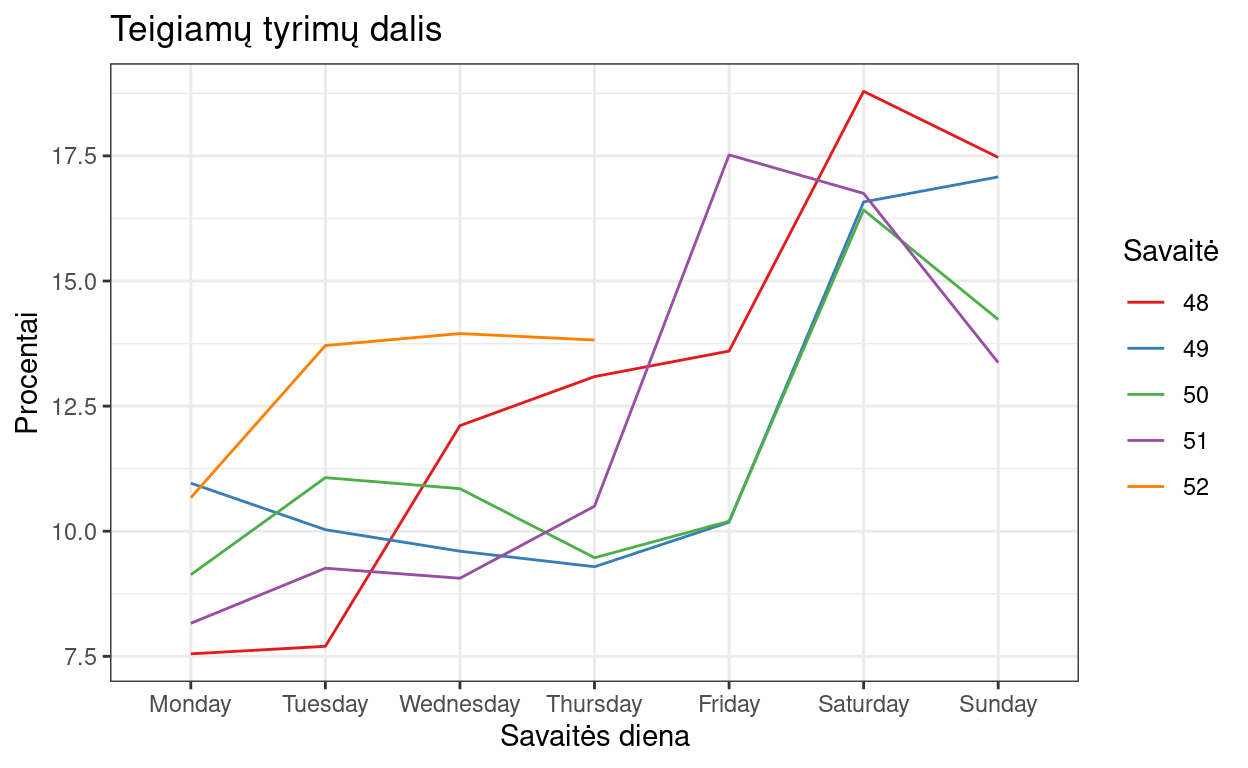 Teigiamų tyrimų dalis
Procentai
17.5
15.0
12.5
10.0
7.5
Monday Tuesday Wednesday Thursday Friday Saturday Sunday
Savaitės diena
Savaitė
48
49
50
51
52